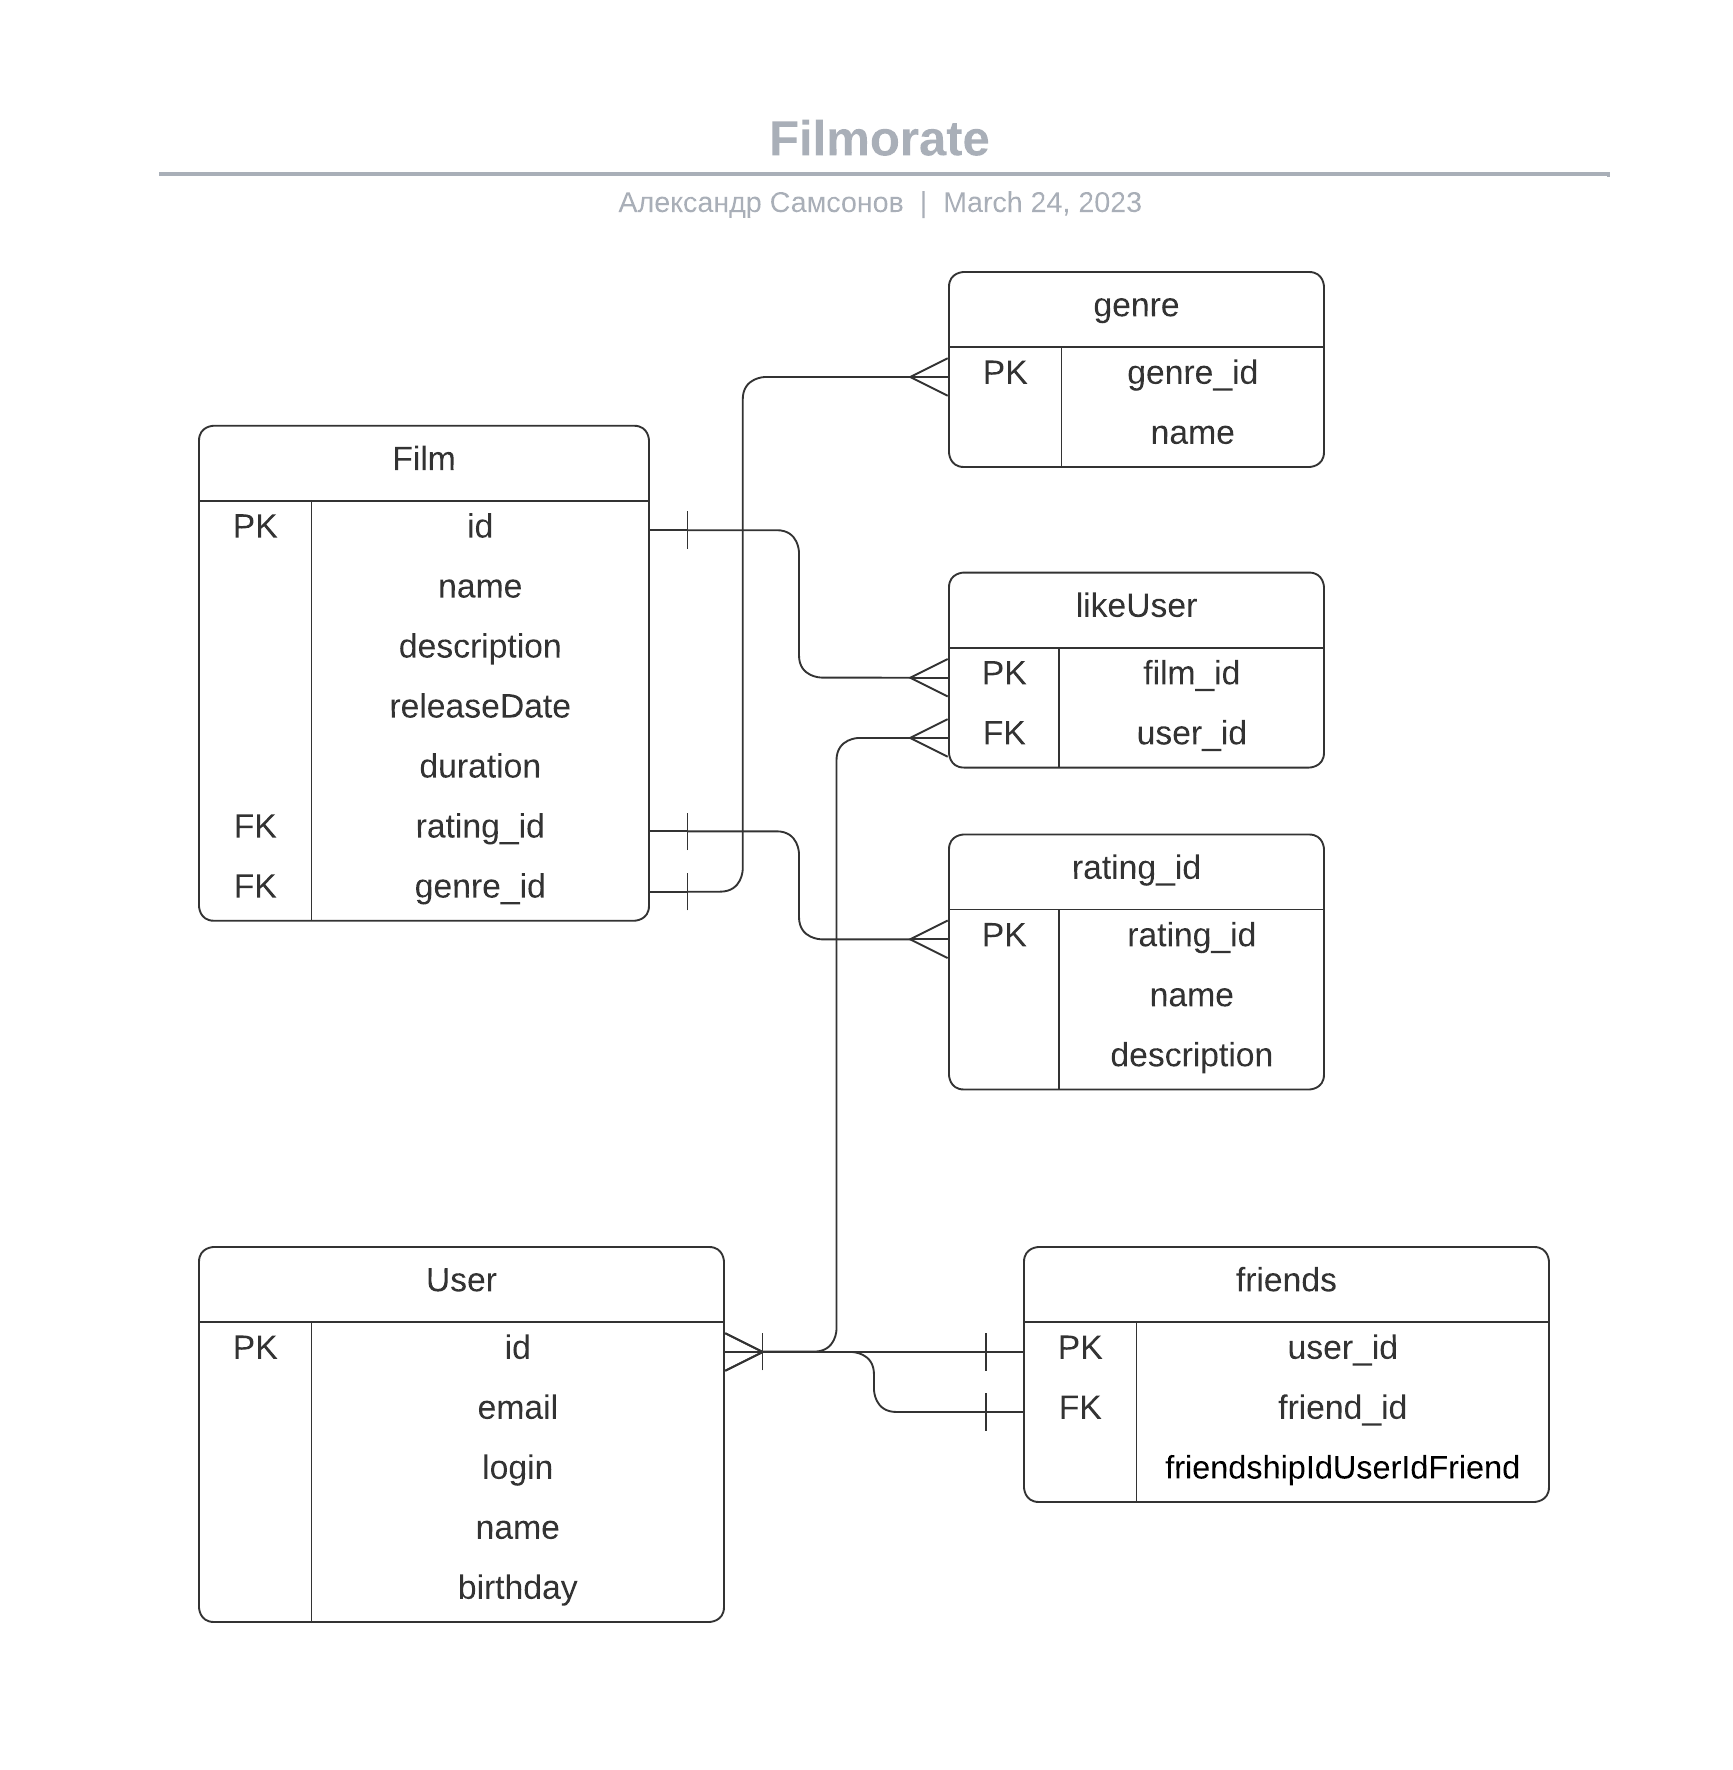 Filmorate
Александр Самсонов | March 24, 2023
genre
PK genre_id
name
Film
PK id
name
description
releaseDate
duration
FK rating_id
FK genre_id
likeUser
PK film_id
FK user_id
rating_id
PK rating_id
name
description
User
PK id
email
login
name
birthday
friends
PK user_id
FK friend_id
friendshipIdUserIdFriend